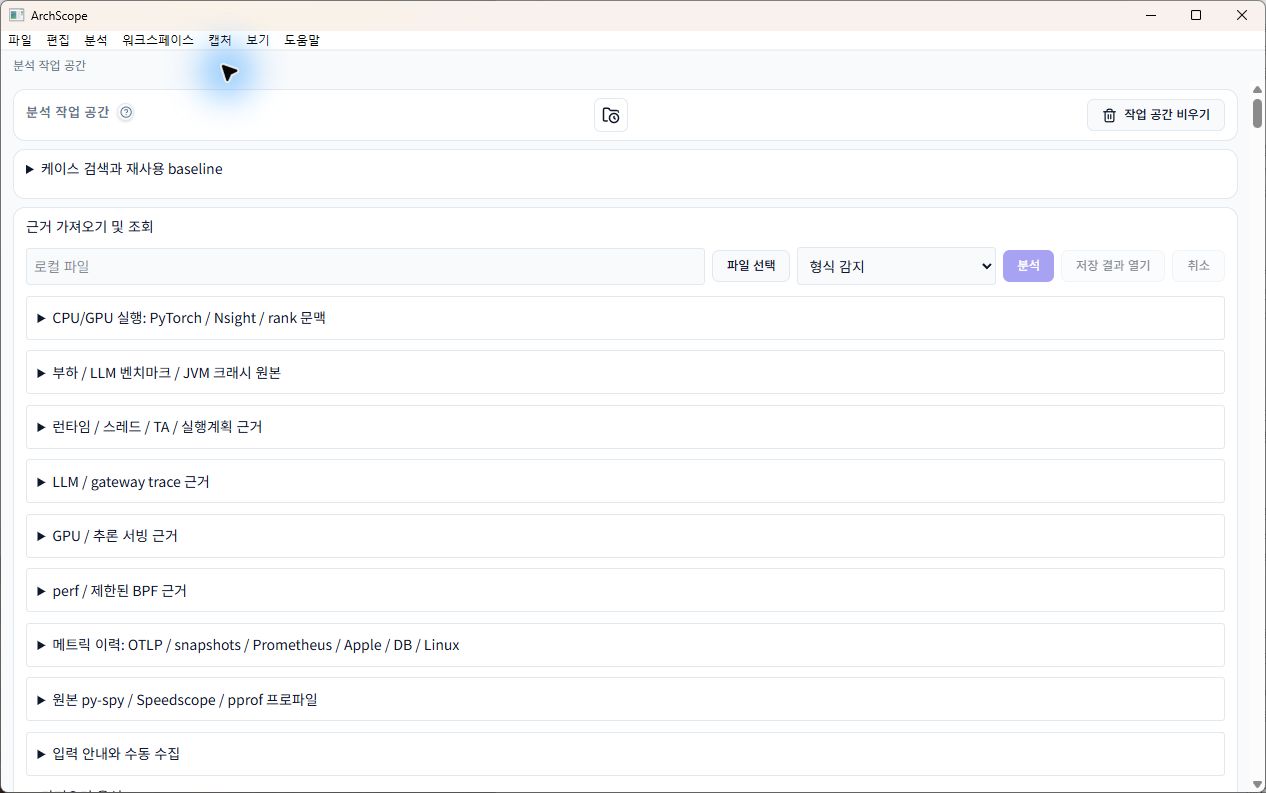 ArchScope
파일 편집 분석 워크스페이스 캡처 보기 도움말
분석 작업 공간
분석 작업 공간 작업 공간 비우기
케이스 검색과 재사용 baseline
근거 가져오기 및 조회
로컬 파일 파일 선택 형식 감지 분석 저장 결과 열기 취소
CPU/GPU 실행: PyTorch / Nsight / rank 문맥
부하 / LLM 벤치마크 / JVM 크래시 원본
런타임 / 스레드 / TA / 실행계획 근거
LLM / gateway trace 근거
GPU / 추론 서빙 근거
perf / 제한된 BPF 근거
메트릭 이력: OTLP / snapshots / Prometheus / Apple / DB / Linux
원본 py-spy / Speedscope / pprof 프로파일
입력 안내와 수동 수집